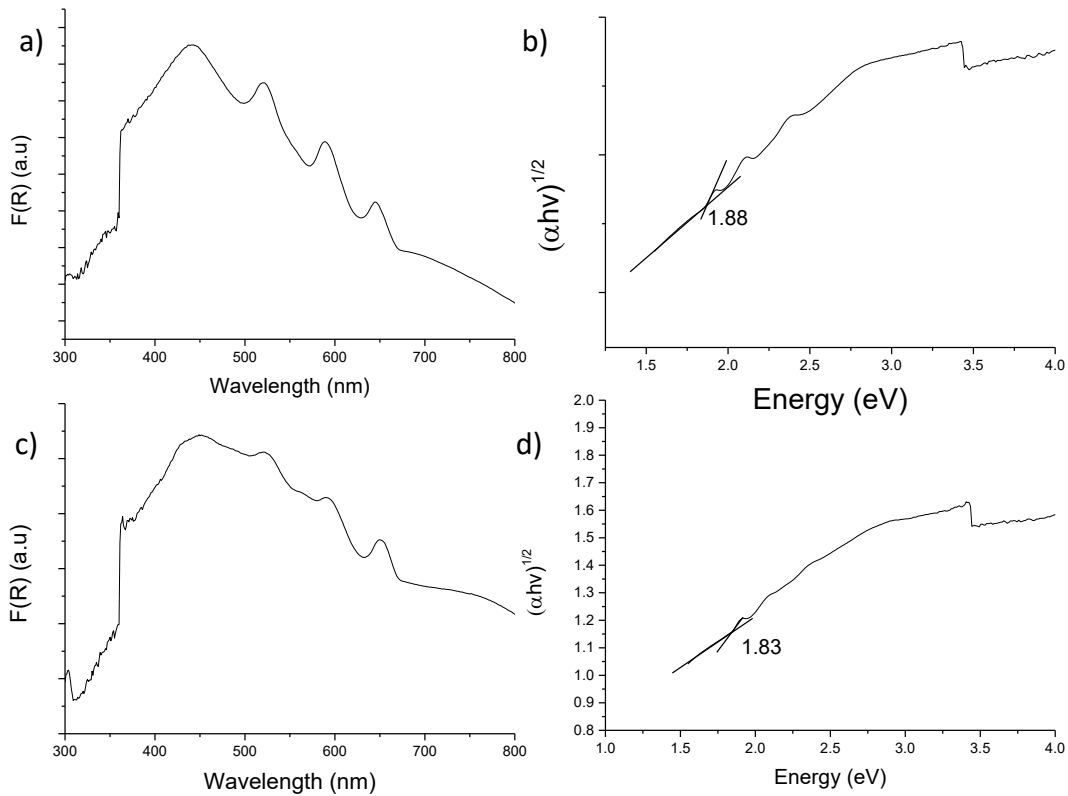 a)
F(R) (a.u)
300 400 500 600 700 800
Wavelength (nm)
b)
(αhν)1/2
1.88
1.5 2.0 2.5 3.0 3.5 4.0
Energy (eV)
c)
F(R) (a.u)
300 400 500 600 700 800
Wavelength (nm)
d)
(αhν)1/2
2.0
1.9
1.8
1.7
1.6
1.5
1.4
1.3
1.2
1.1
1.0
0.9
0.8
1.83
1.0 1.5 2.0 2.5 3.0 3.5 4.0
Energy (eV)